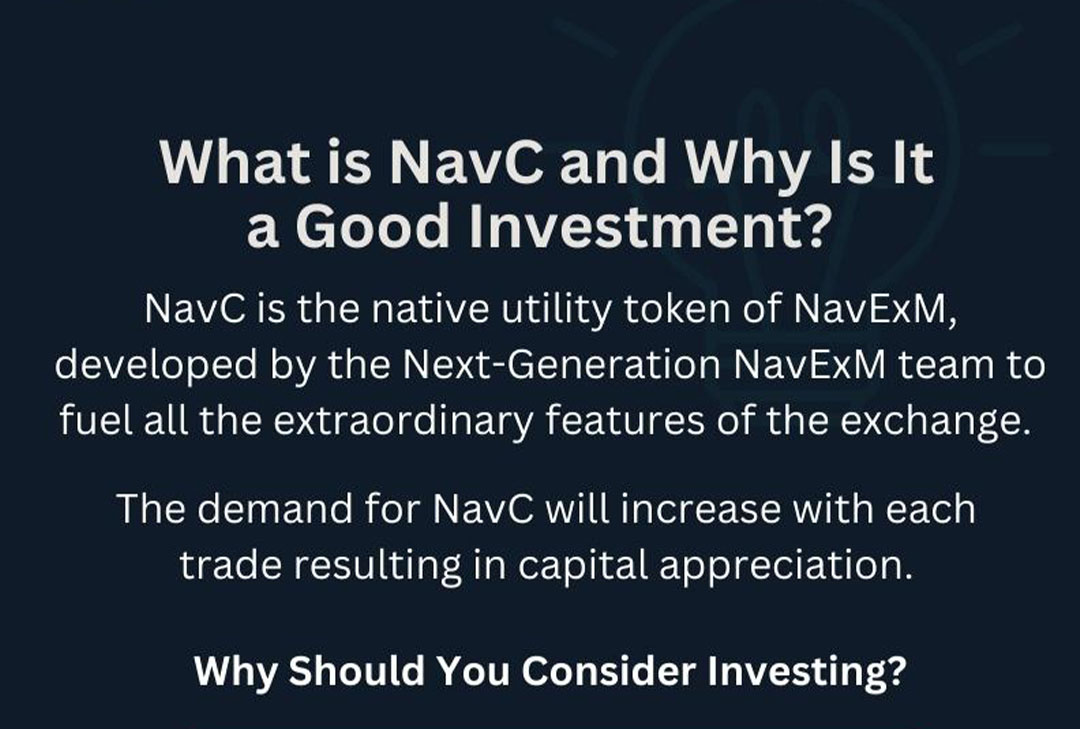 What is NavC and Why Is It
a Good Investment?
NavC is the native utility token of NavExM,
developed by the Next-Generation NavExM team to
fuel all the extraordinary features of the exchange.
The demand for NavC will increase with each
trade resulting in capital appreciation.
Why Should You Consider Investing?